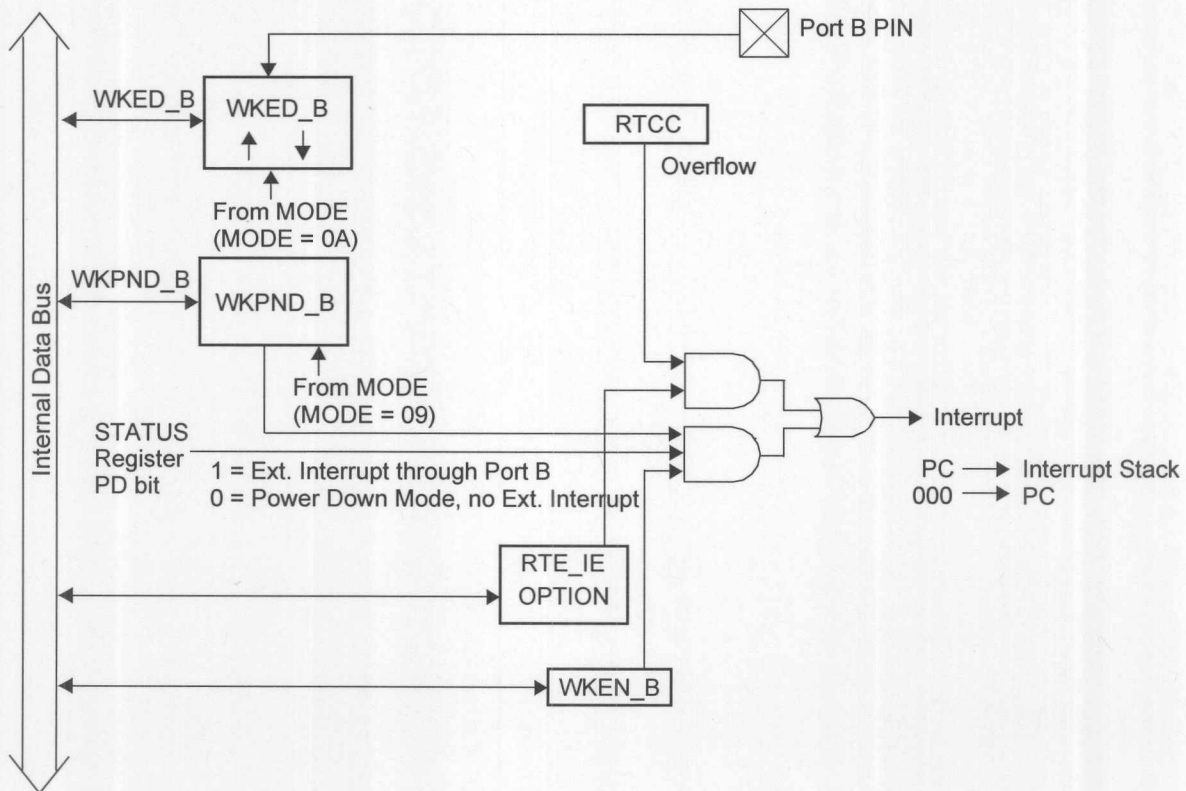 Port B PIN
WKED_B
WKED_B
RTCC
Overflow
From MODE
(MODE = 0A)
WKPND_B
WKPND_B
From MODE
(MODE = 09)
Internal Data Bus
STATUS
Register
PD bit
1 = Ext. Interrupt through Port B
0 = Power Down Mode, no Ext. Interrupt
Interrupt
PC
Interrupt Stack
000
PC
RTE_IE
OPTION
WKEN_B